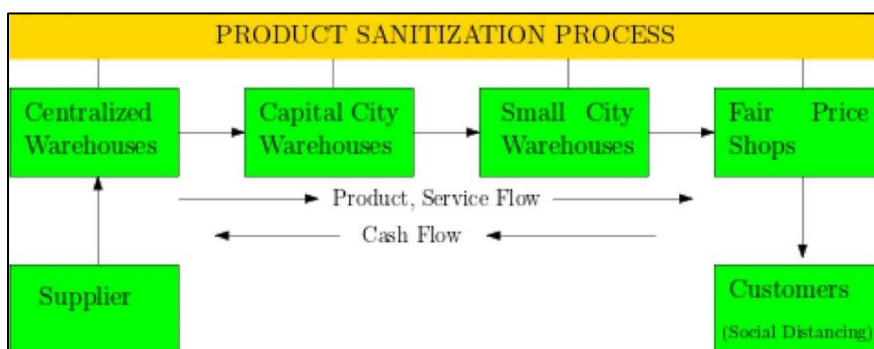 PRODUCT SANITIZATION PROCESS
Centralized
Warehouses
Capital City
Warehouses
Small City
Warehouses
Fair Price
Shops
Product, Service Flow
Cash Flow
Supplier
Customers
(Social Distancing)